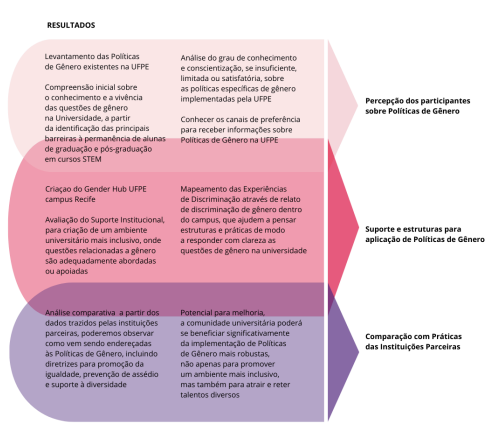 RESULTADOS
Levantamento das Políticas
de Gênero existentes na UFPE
Compreensão inicial sobre
o conhecimento e a vivência
das questões de gênero
na Universidade, a partir
da identificação das principais
barreiras à permanência de alunas
de graduação e pós-graduação
em cursos STEM
Análise do grau de conhecimento
e conscientização, se insuficiente,
limitada ou satisfatória, sobre
as políticas específicas de gênero
implementadas pela UFPE
Conhecer os canais de preferência
para receber informações sobre
Políticas de Gênero na UFPE
Percepção dos participantes
sobre Políticas de Gênero
Criaçao do Gender Hub UFPE
campus Recife
Avaliação do Suporte Institucional,
para criação de um ambiente
universitário mais inclusivo, onde
questões relacionadas a gênero
são adequadamente abordadas
ou apoiadas
Mapeamento das Experiências
de Discriminação através de relato
de discriminação de gênero dentro
do campus, que ajudem a pensar
estruturas e práticas de modo
a responder com clareza as
questões de gênero na universidade
Suporte e estruturas para
aplicação de Políticas de Gênero
Análise comparativa a partir dos
dados trazidos pelas instituições
parceiras, poderemos observar
como vem sendo endereçadas
às Políticas de Gênero, incluindo
diretrizes para promoção da
igualdade, prevenção de assédio
e suporte à diversidade
Potencial para melhoria,
a comunidade universitária poderá
se beneficiar significativamente
da implementação de Políticas
de Gênero mais robustas,
não apenas para promover
um ambiente mais inclusivo,
mas também para atrair e reter
talentos diversos
Comparação com Práticas
das Instituições Parceiras